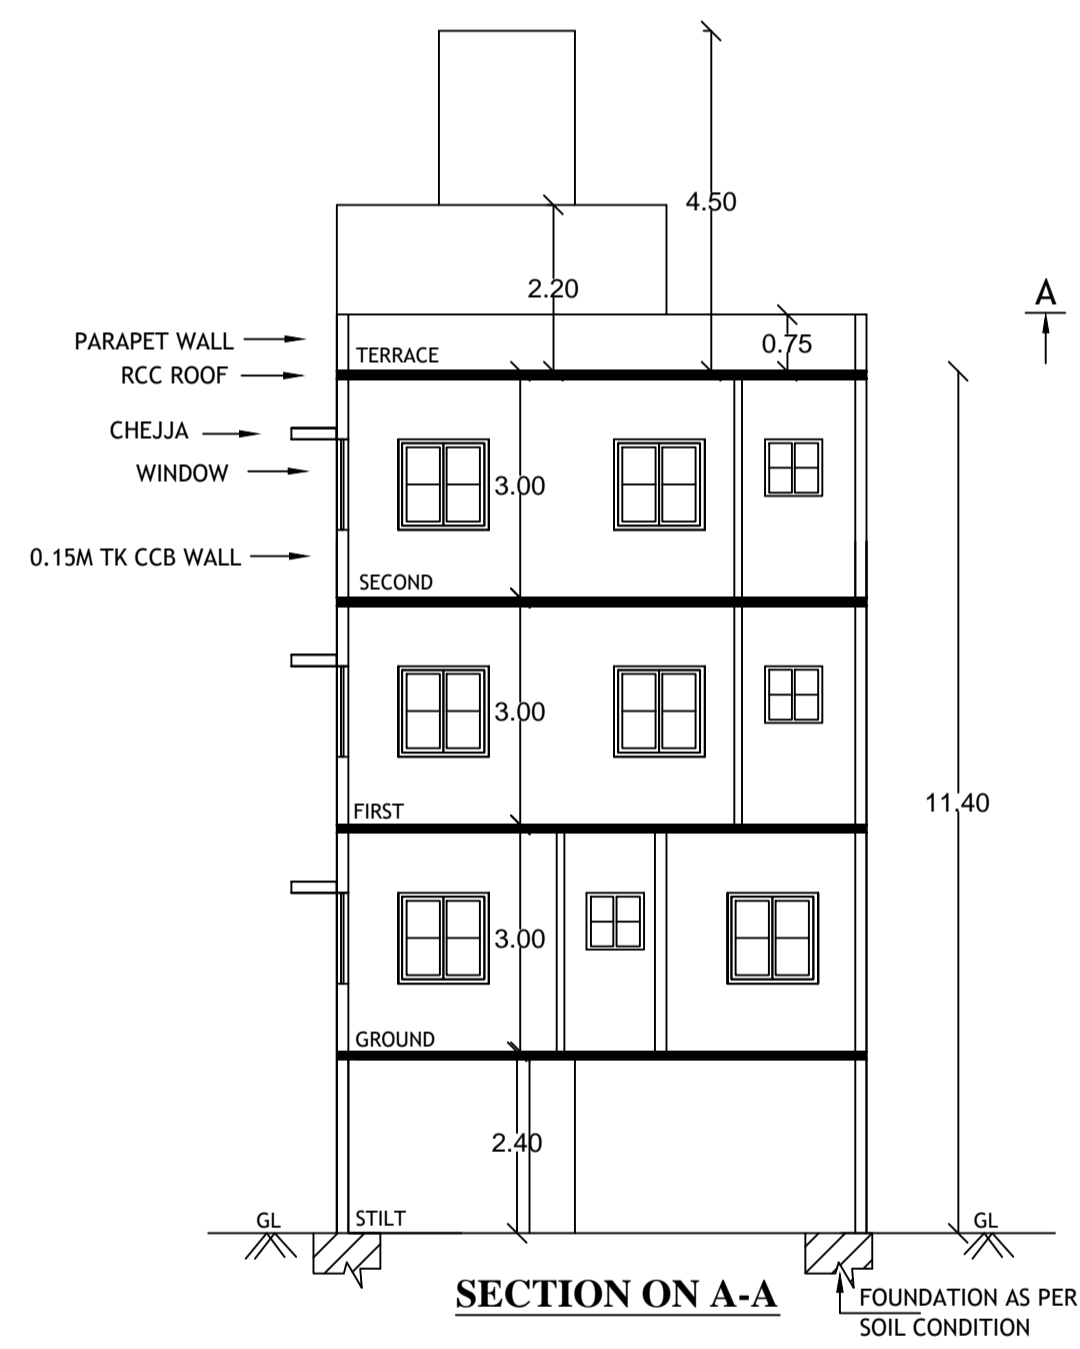 4.50
2.20
A
PARAPET WALL
0.75
TERRACE
RCC ROOF
CHEJJA
WINDOW
3.00
0.15M TK CCB WALL
SECOND
3.00
11.40
FIRST
3.00
GROUND
2.40
GL
STILT
GL
SECTION ON A-A
FOUNDATION AS PER
SOIL CONDITION